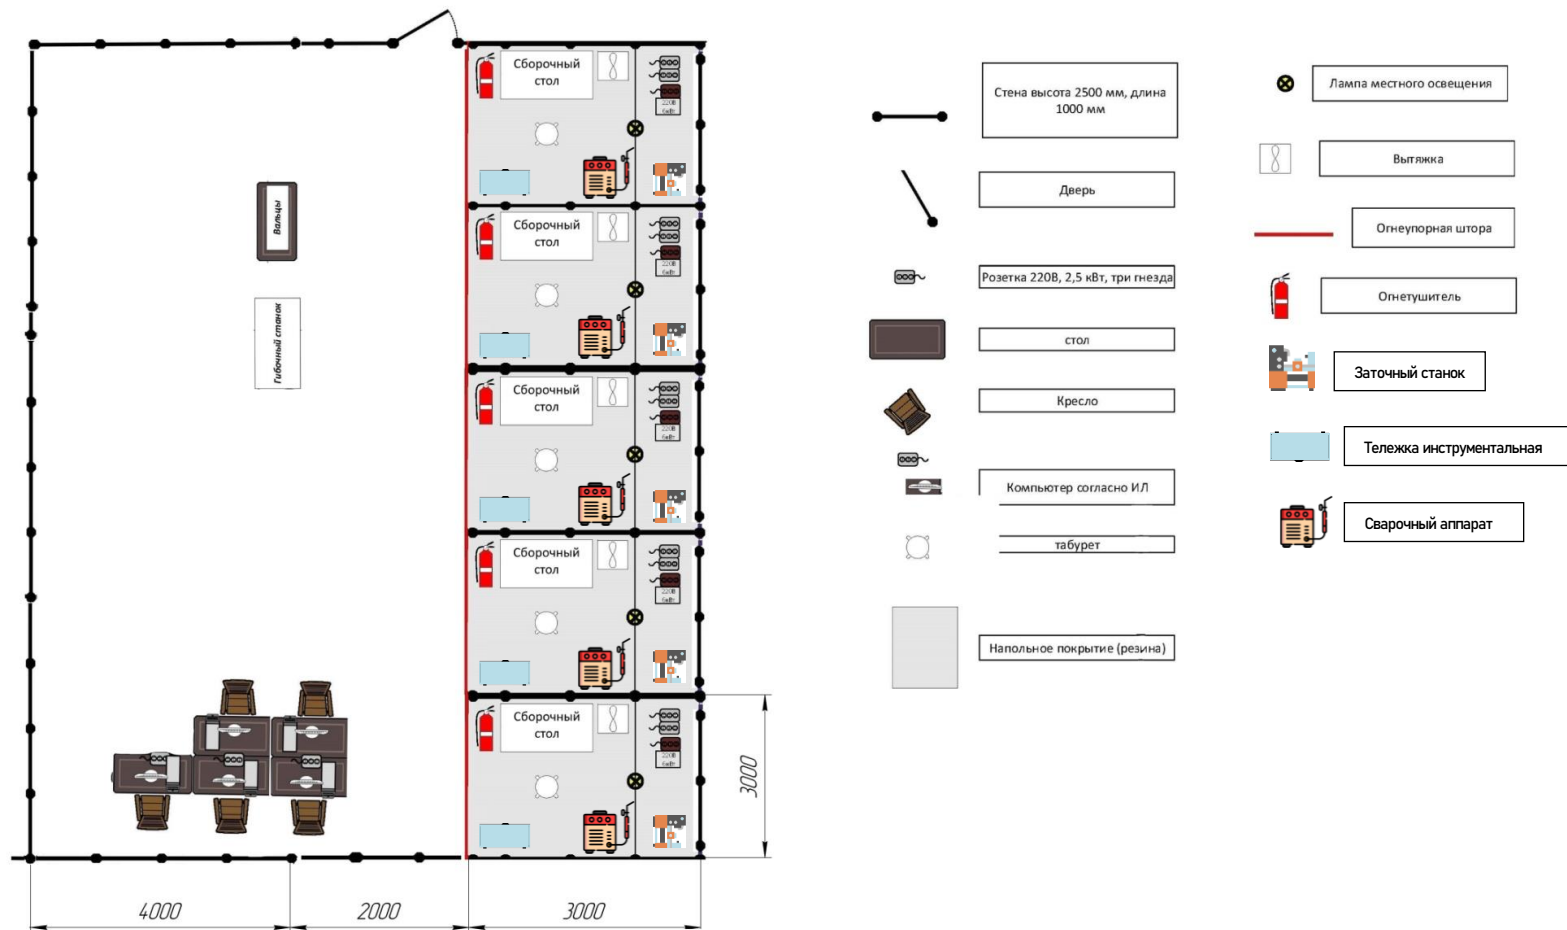 Сборочный
стол
220В
6кВт
Сборочный
стол
220В
6кВт
Сборочный
стол
220В
6кВт
Сборочный
стол
220В
6кВт
Сборочный
стол
220В
6кВт
Вальцы
Гибочный станок
3000
4000
2000
3000
Стена высота 2500 мм, длина
1000 мм
Дверь
Розетка 220В, 2,5 кВт, три гнезда
стол
Кресло
Компьютер согласно ИЛ
табурет
Напольное покрытие (резина)
Лампа местного освещения
Вытяжка
Огнеупорная штора
Огнетушитель
Заточный станок
Тележка инструментальная
Сварочный аппарат